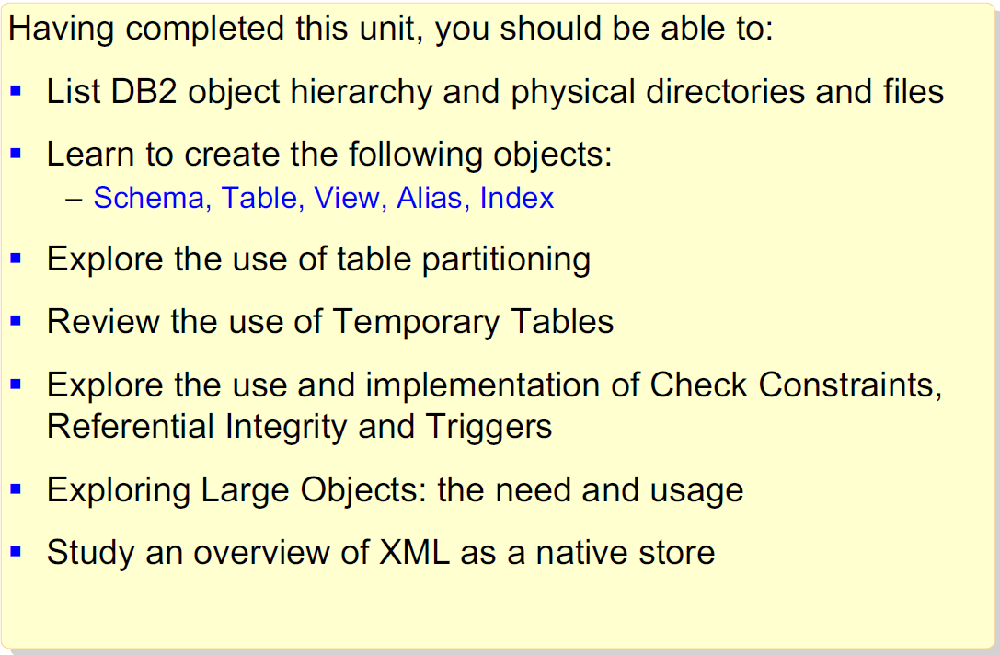 Having completed this unit, you should be able to:
▪ List DB2 object hierarchy and physical directories and files
▪ Learn to create the following objects:
– Schema, Table, View, Alias, Index
▪ Explore the use of table partitioning
▪ Review the use of Temporary Tables
▪ Explore the use and implementation of Check Constraints,
Referential Integrity and Triggers
▪ Exploring Large Objects: the need and usage
▪ Study an overview of XML as a native store